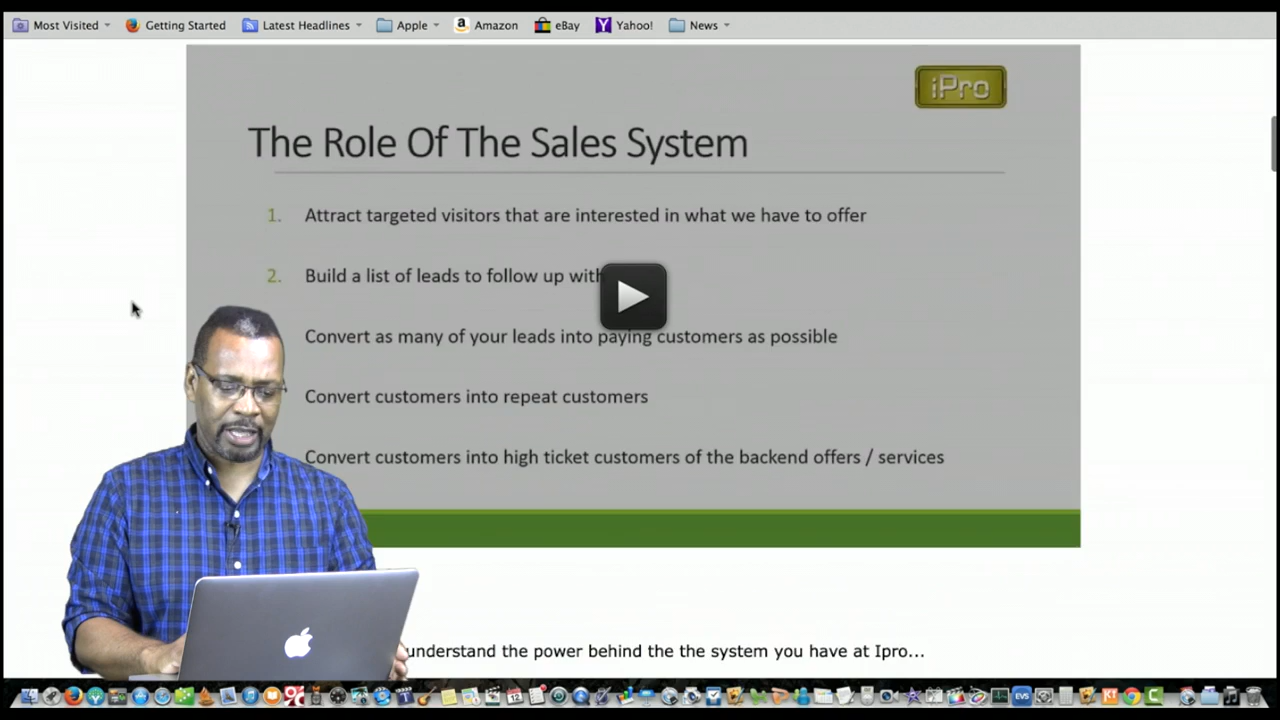 Most Visited Getting Started Latest Headlines Apple Amazon eBay Yahoo! News
iPro
The Role Of The Sales System
1. Attract targeted visitors that are interested in what we have to offer
2. Build a list of leads to follow up with
Convert as many of your leads into paying customers as possible
Convert customers into repeat customers
Convert customers into high ticket customers of the backend offers / services
understand the power behind the the system you have at Ipro...